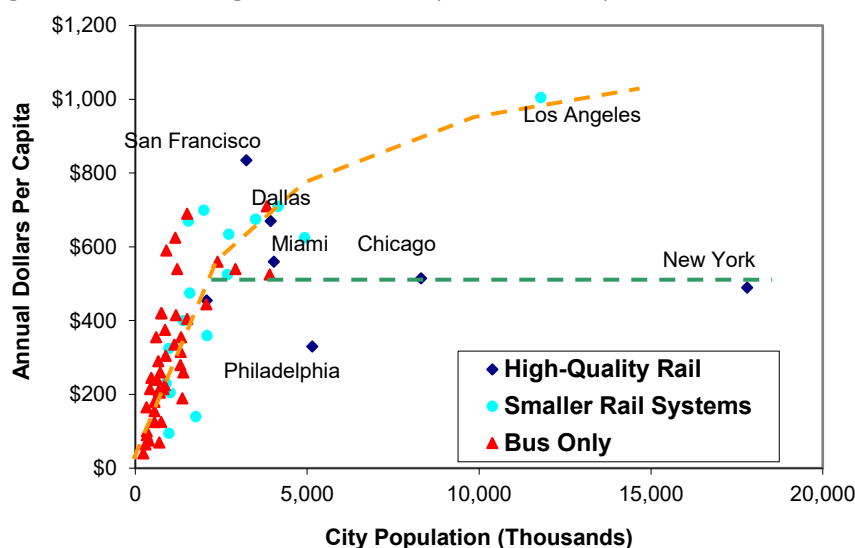 $1,200
$1,000
$800
$600
$400
$200
$0
Annual Dollars Per Capita
San Francisco
Los Angeles
Dallas
Miami
Chicago
New York
Philadelphia
High-Quality Rail
Smaller Rail Systems
Bus Only
0
5,000
10,000
15,000
20,000
City Population (Thousands)